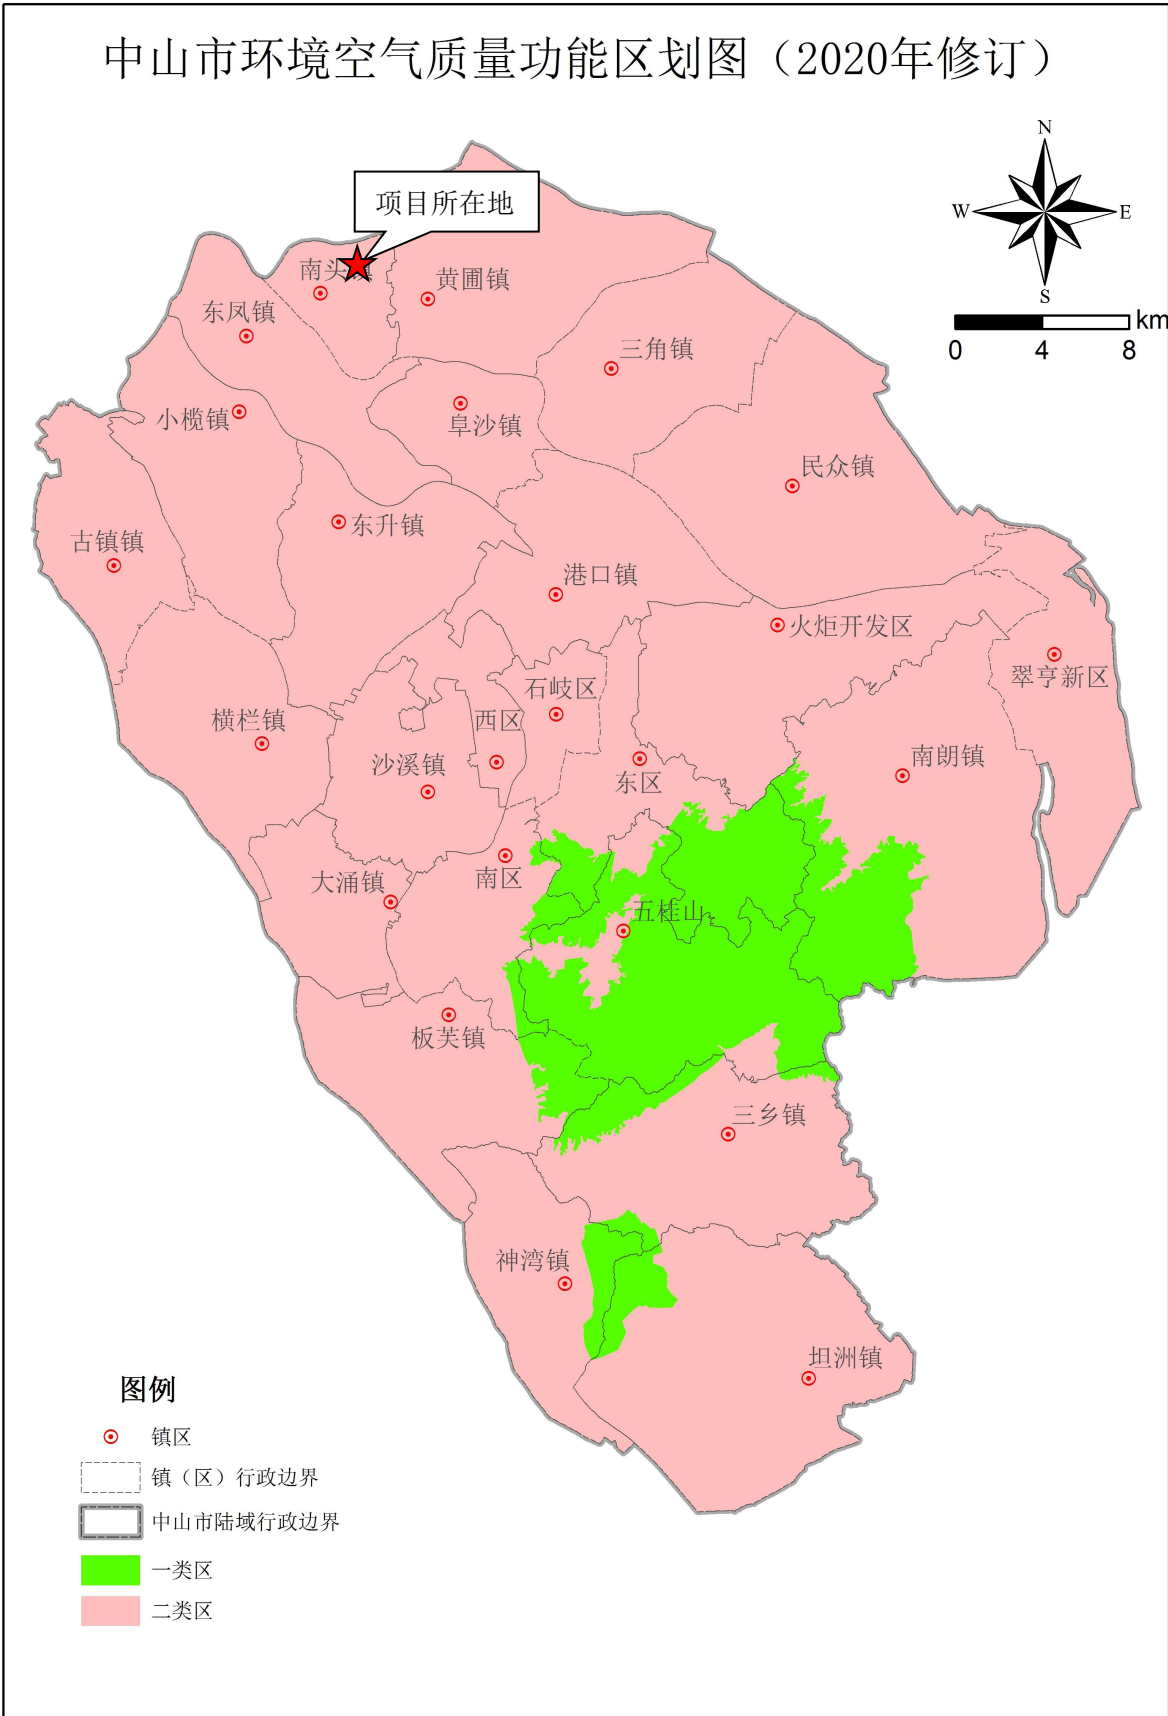 中山市环境空气质量功能区划图（2020年修订）
N
W
E
S
km
0 4 8
项目所在地
南头镇
黄圃镇
东凤镇
三角镇
小榄镇
阜沙镇
民众镇
东升镇
古镇镇
港口镇
火炬开发区
翠亨新区
石岐区
西区
横栏镇
沙溪镇
东区
南朗镇
南区
大涌镇
五桂山
板芙镇
三乡镇
神湾镇
坦洲镇
图例
镇区
镇（区）行政边界
中山市陆域行政边界
一类区
二类区